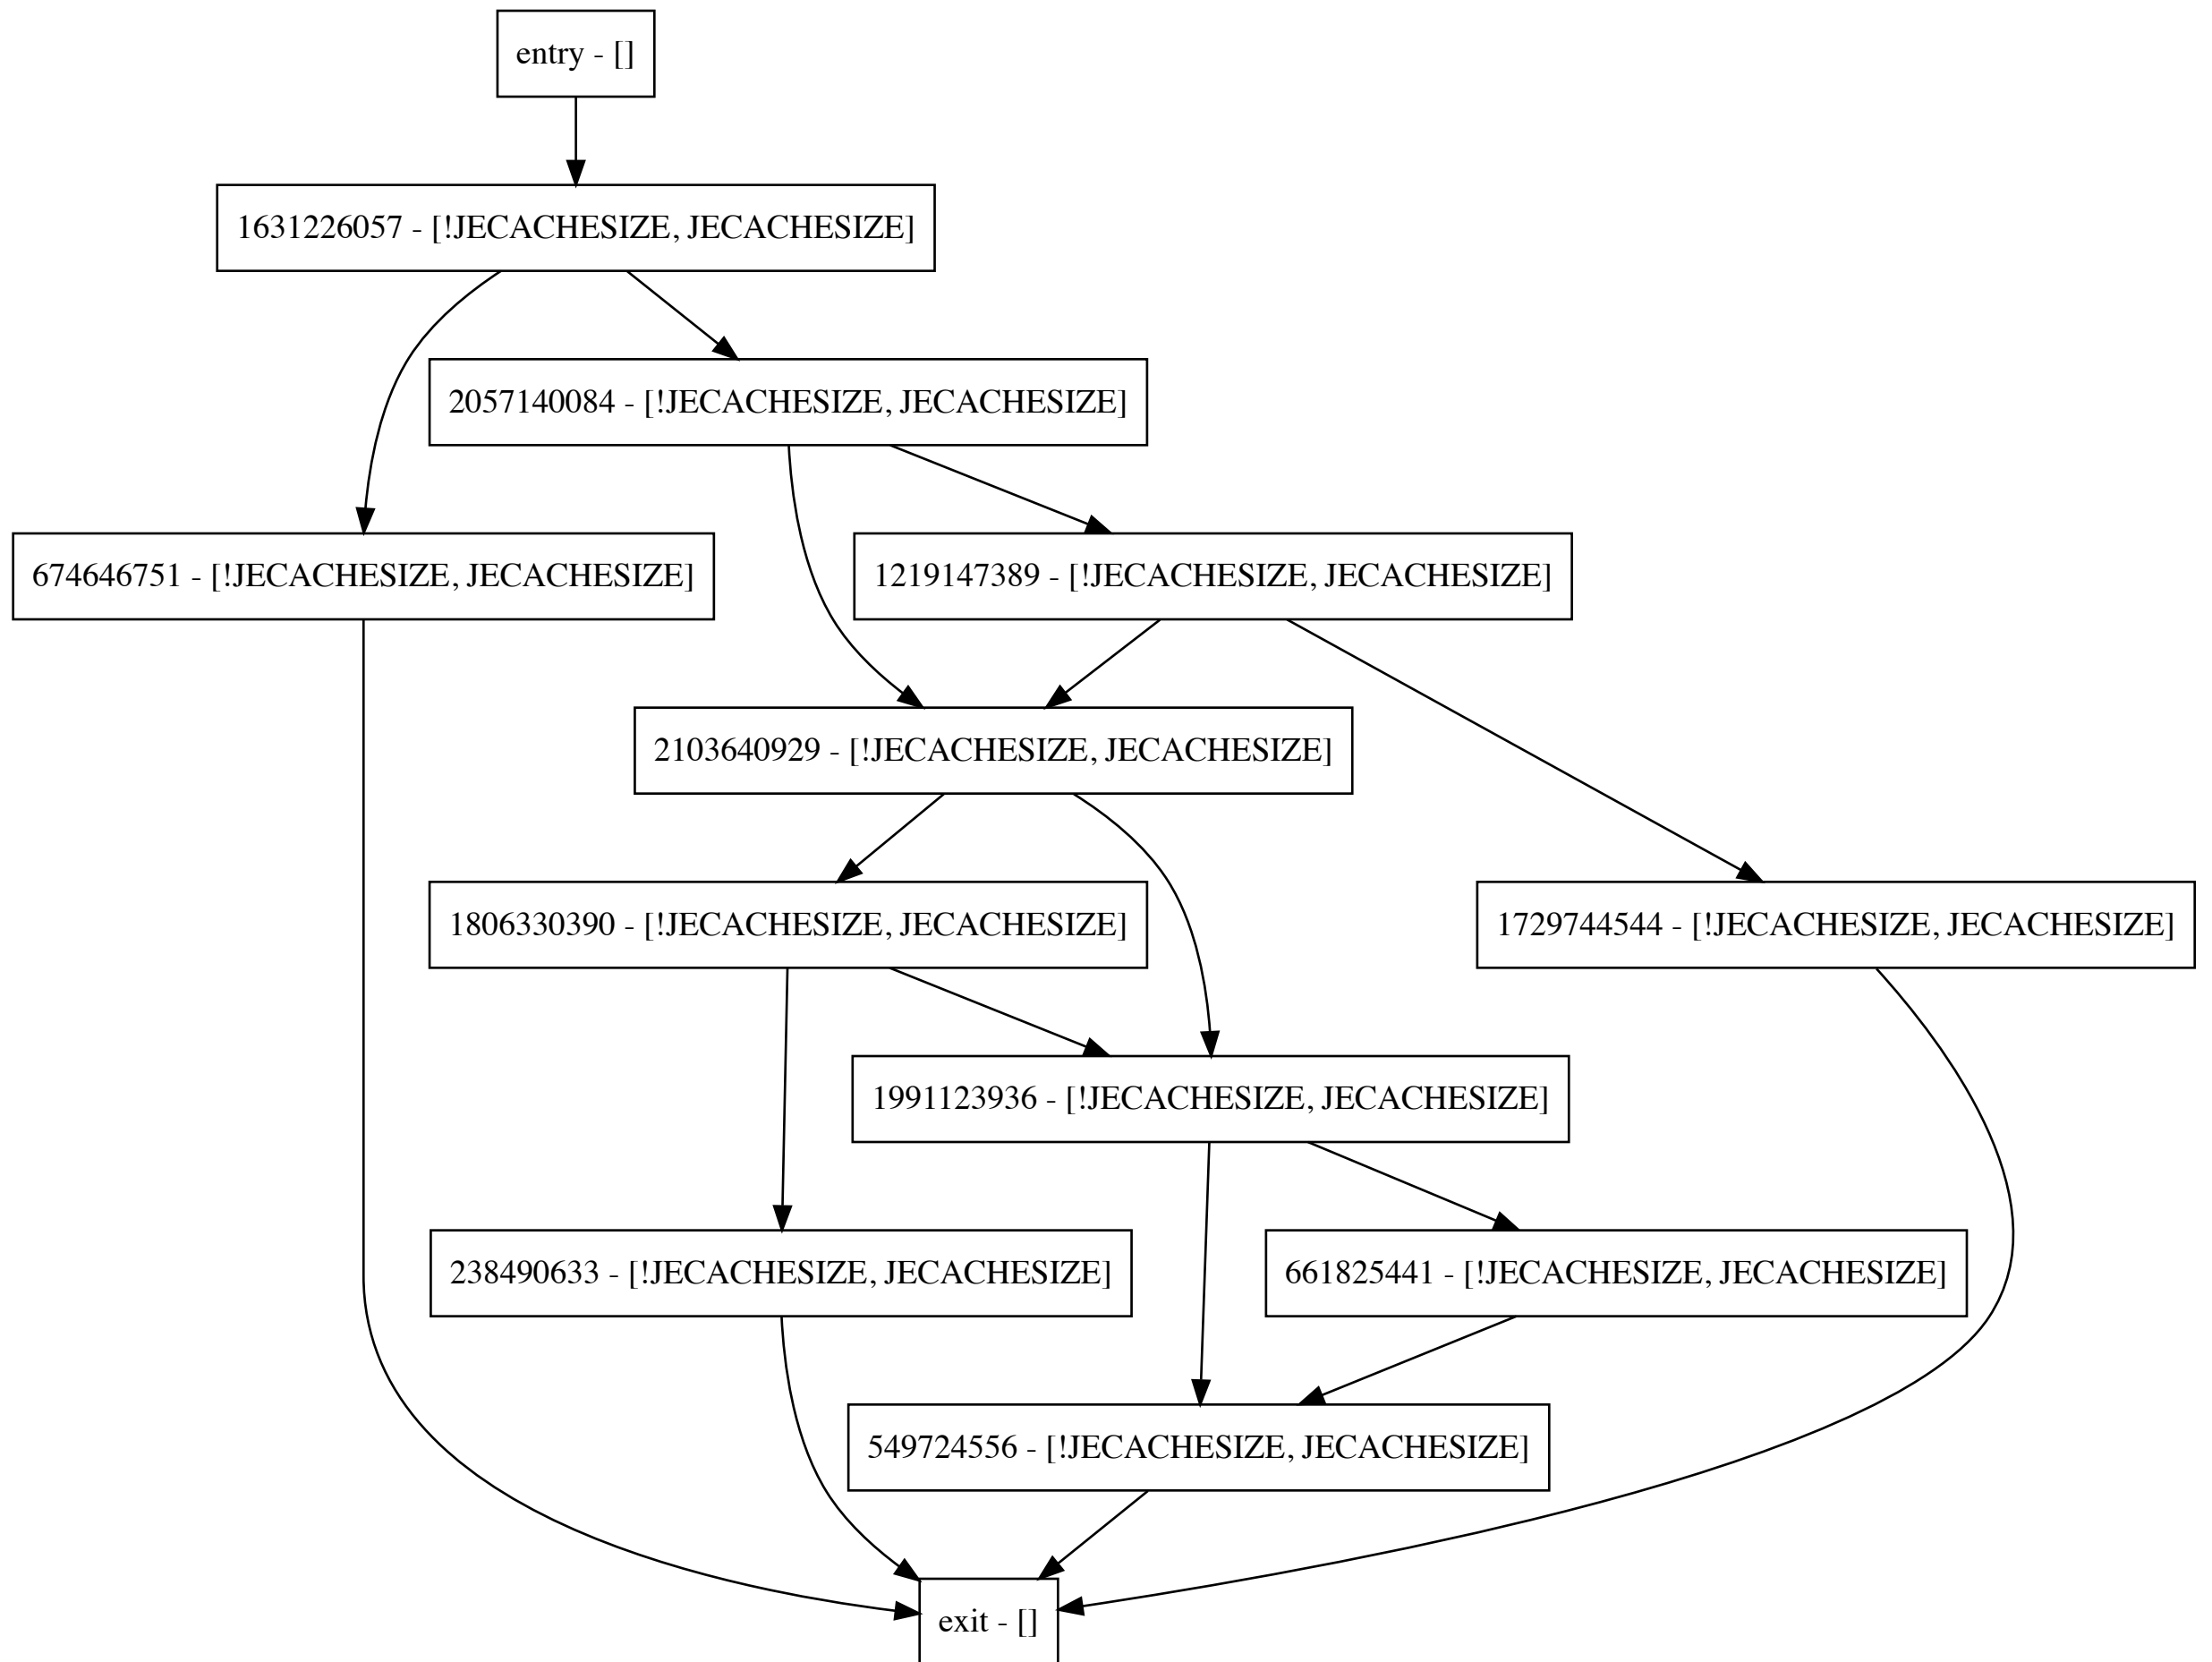 entry - []
1631226057 - [!JECACHESIZE, JECACHESIZE]
2057140084 - [!JECACHESIZE, JECACHESIZE]
674646751 - [!JECACHESIZE, JECACHESIZE]
1219147389 - [!JECACHESIZE, JECACHESIZE]
2103640929 - [!JECACHESIZE, JECACHESIZE]
1806330390 - [!JECACHESIZE, JECACHESIZE]
1729744544 - [!JECACHESIZE, JECACHESIZE]
1991123936 - [!JECACHESIZE, JECACHESIZE]
238490633 - [!JECACHESIZE, JECACHESIZE]
661825441 - [!JECACHESIZE, JECACHESIZE]
549724556 - [!JECACHESIZE, JECACHESIZE]
exit - []